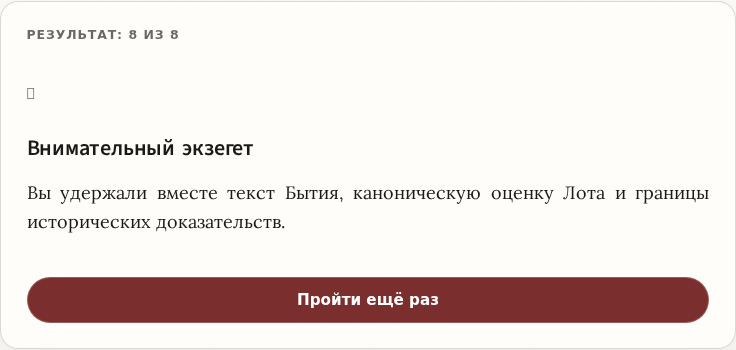 РЕЗУЛЬТАТ: 8 ИЗ 8
Внимательный экзегет
Вы удержали вместе текст Бытия, каноническую оценку Лота и границы
исторических доказательств.
Пройти ещё раз